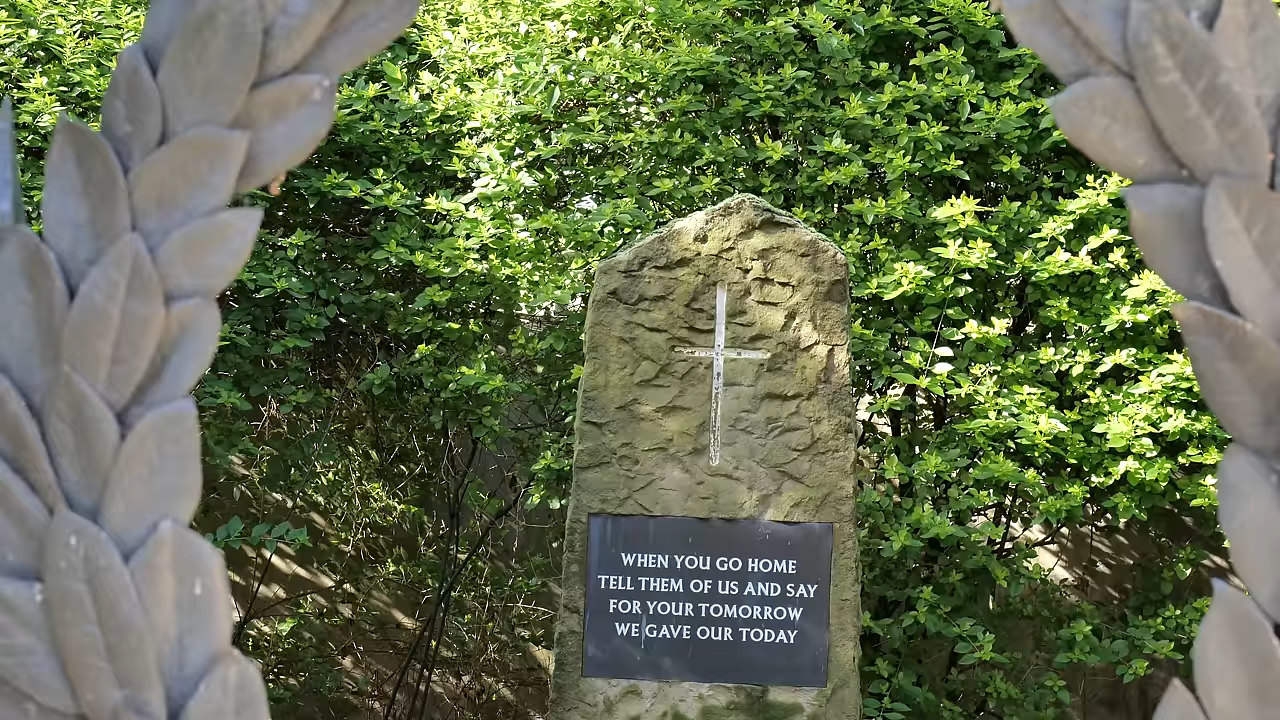 WHEN YOU GO HOME
TELL THEM OF US AND SAY
FOR YOUR TOMORROW
WE GAVE OUR TODAY